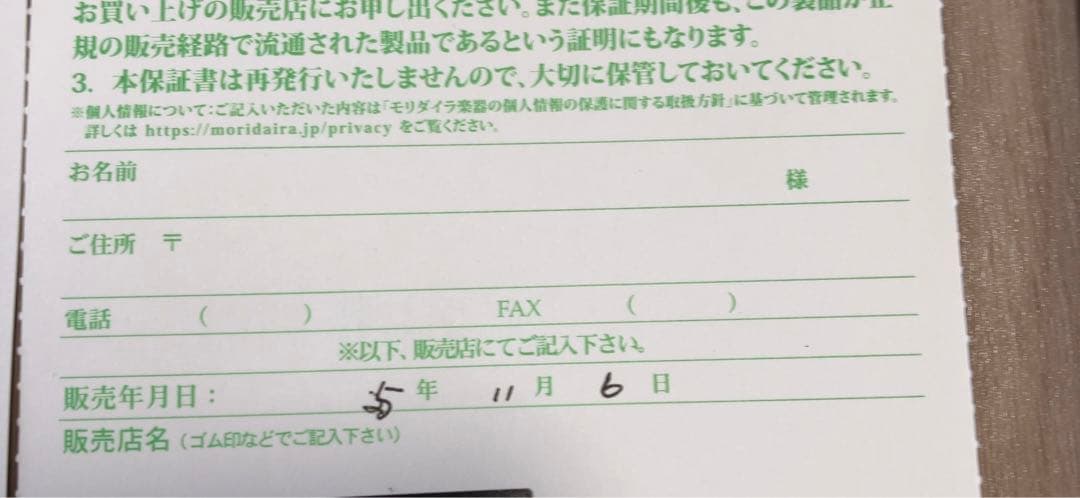 お買い上げの販売店にお申し出ください。また保証期間後も、この製品が正
規の販売経路で流通された製品であるという証明にもなります。
3. 本保証書は再発行いたしませんので、大切に保管しておいてください。
※個人情報について：ご記入いただいた内容は「モリダイラ楽器の個人情報の保護に関する取扱方針」に基づいて管理されます。
詳しくは https://moridaira.jp/privacy をご覧ください。
お名前 様
ご住所 〒
電話 ( ) FAX ( )
※以下、販売店にてご記入下さい。
販売年月日： 5年 11月 6日
販売店名（ゴム印などでご記入下さい）